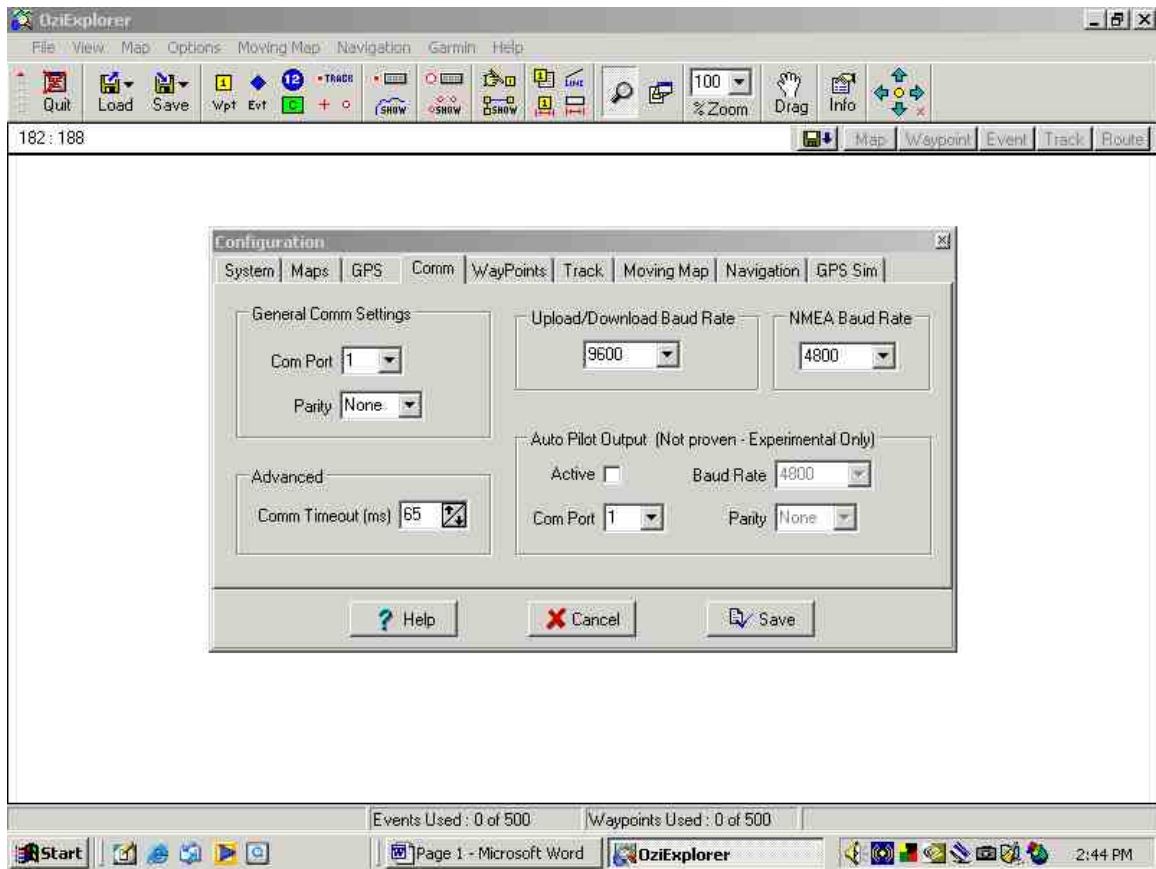 OziExplorer
File View Map Options Moving Map Navigation Garmin Help
Quit Load Save Wpt Evt 1 12 TRACK C SHOW SHOW SHOW 1 1 LINE 100 % Zoom Drag Info
182 : 188 Map Waypoint Event Track Route
Configuration
System Maps GPS Comm WayPoints Track Moving Map Navigation GPS Sim
General Comm Settings
Com Port 1
Parity None
Upload/Download Baud Rate
9600
NMEA Baud Rate
4800
Advanced
Comm Timeout (ms) 65
Auto Pilot Output (Not proven - Experimental Only)
Active Baud Rate 4800
Com Port 1 Parity None
? Help Cancel Save
Events Used : 0 of 500 Waypoints Used : 0 of 500
Start Page 1 - Microsoft Word OziExplorer 2:44 PM